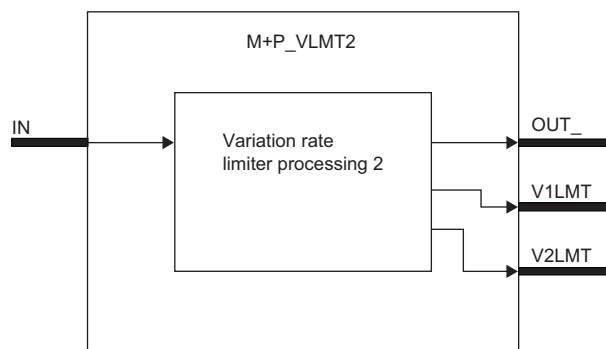 M+P_VLMT2
IN
Variation rate
limiter processing 2
OUT_
V1LMT
V2LMT